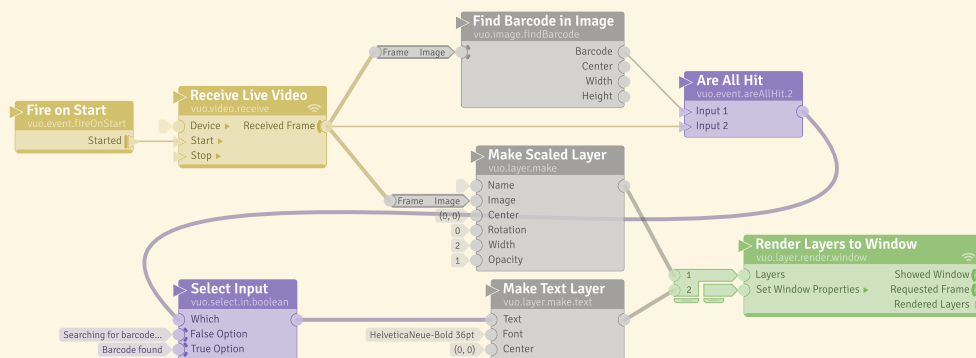 Find Barcode in Image
vuo.image.findBarcode
Frame Image
Barcode
Center
Width
Height
Are All Hit
vuo.event.areAllHit.2
Input 1
Input 2
Fire on Start
vuo.event.fireOnStart
Started
Receive Live Video
vuo.video.receive
Device Received Frame
Start
Stop
Make Scaled Layer
vuo.layer.make
Name
Frame Image
Image
(0, 0) Center
0 Rotation
2 Width
1 Opacity
Render Layers to Window
vuo.layer.render.window
1 Layers Showed Window
2 Set Window Properties Requested Frame
Rendered Layers
Select Input
vuo.select.in.boolean
Which
Searching for barcode... False Option
Barcode found True Option
Make Text Layer
vuo.layer.make.text
Text
HelveticaNeue-Bold 36pt Font
(0, 0) Center